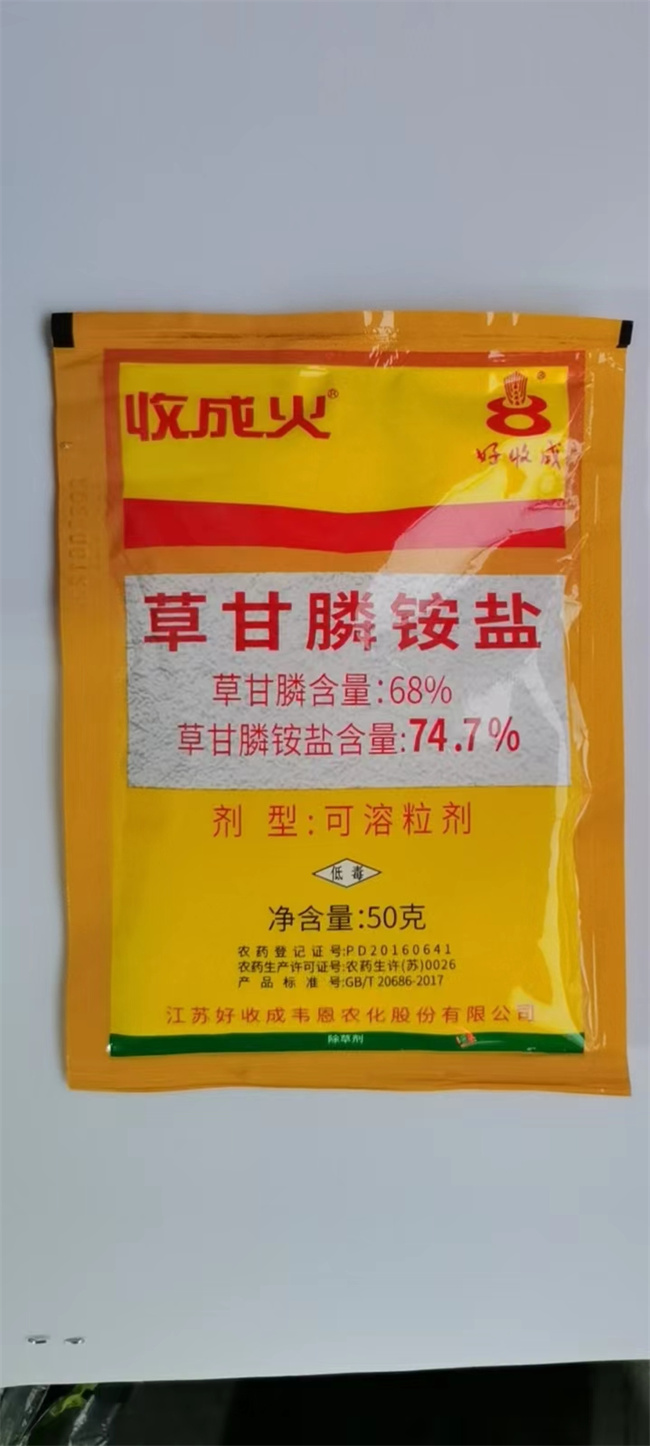 收成火®
8®
好收成
草甘膦铵盐
草甘膦含量:68%
草甘膦铵盐含量:74.7%
剂 型:可溶粒剂
低 毒
净含量:50克
农药登记证号:PD20160641
农药生产许可证号:农药生许(苏)0026
产品标准号:GB/T 20686-2017
江苏好收成韦恩农化股份有限公司
除草剂